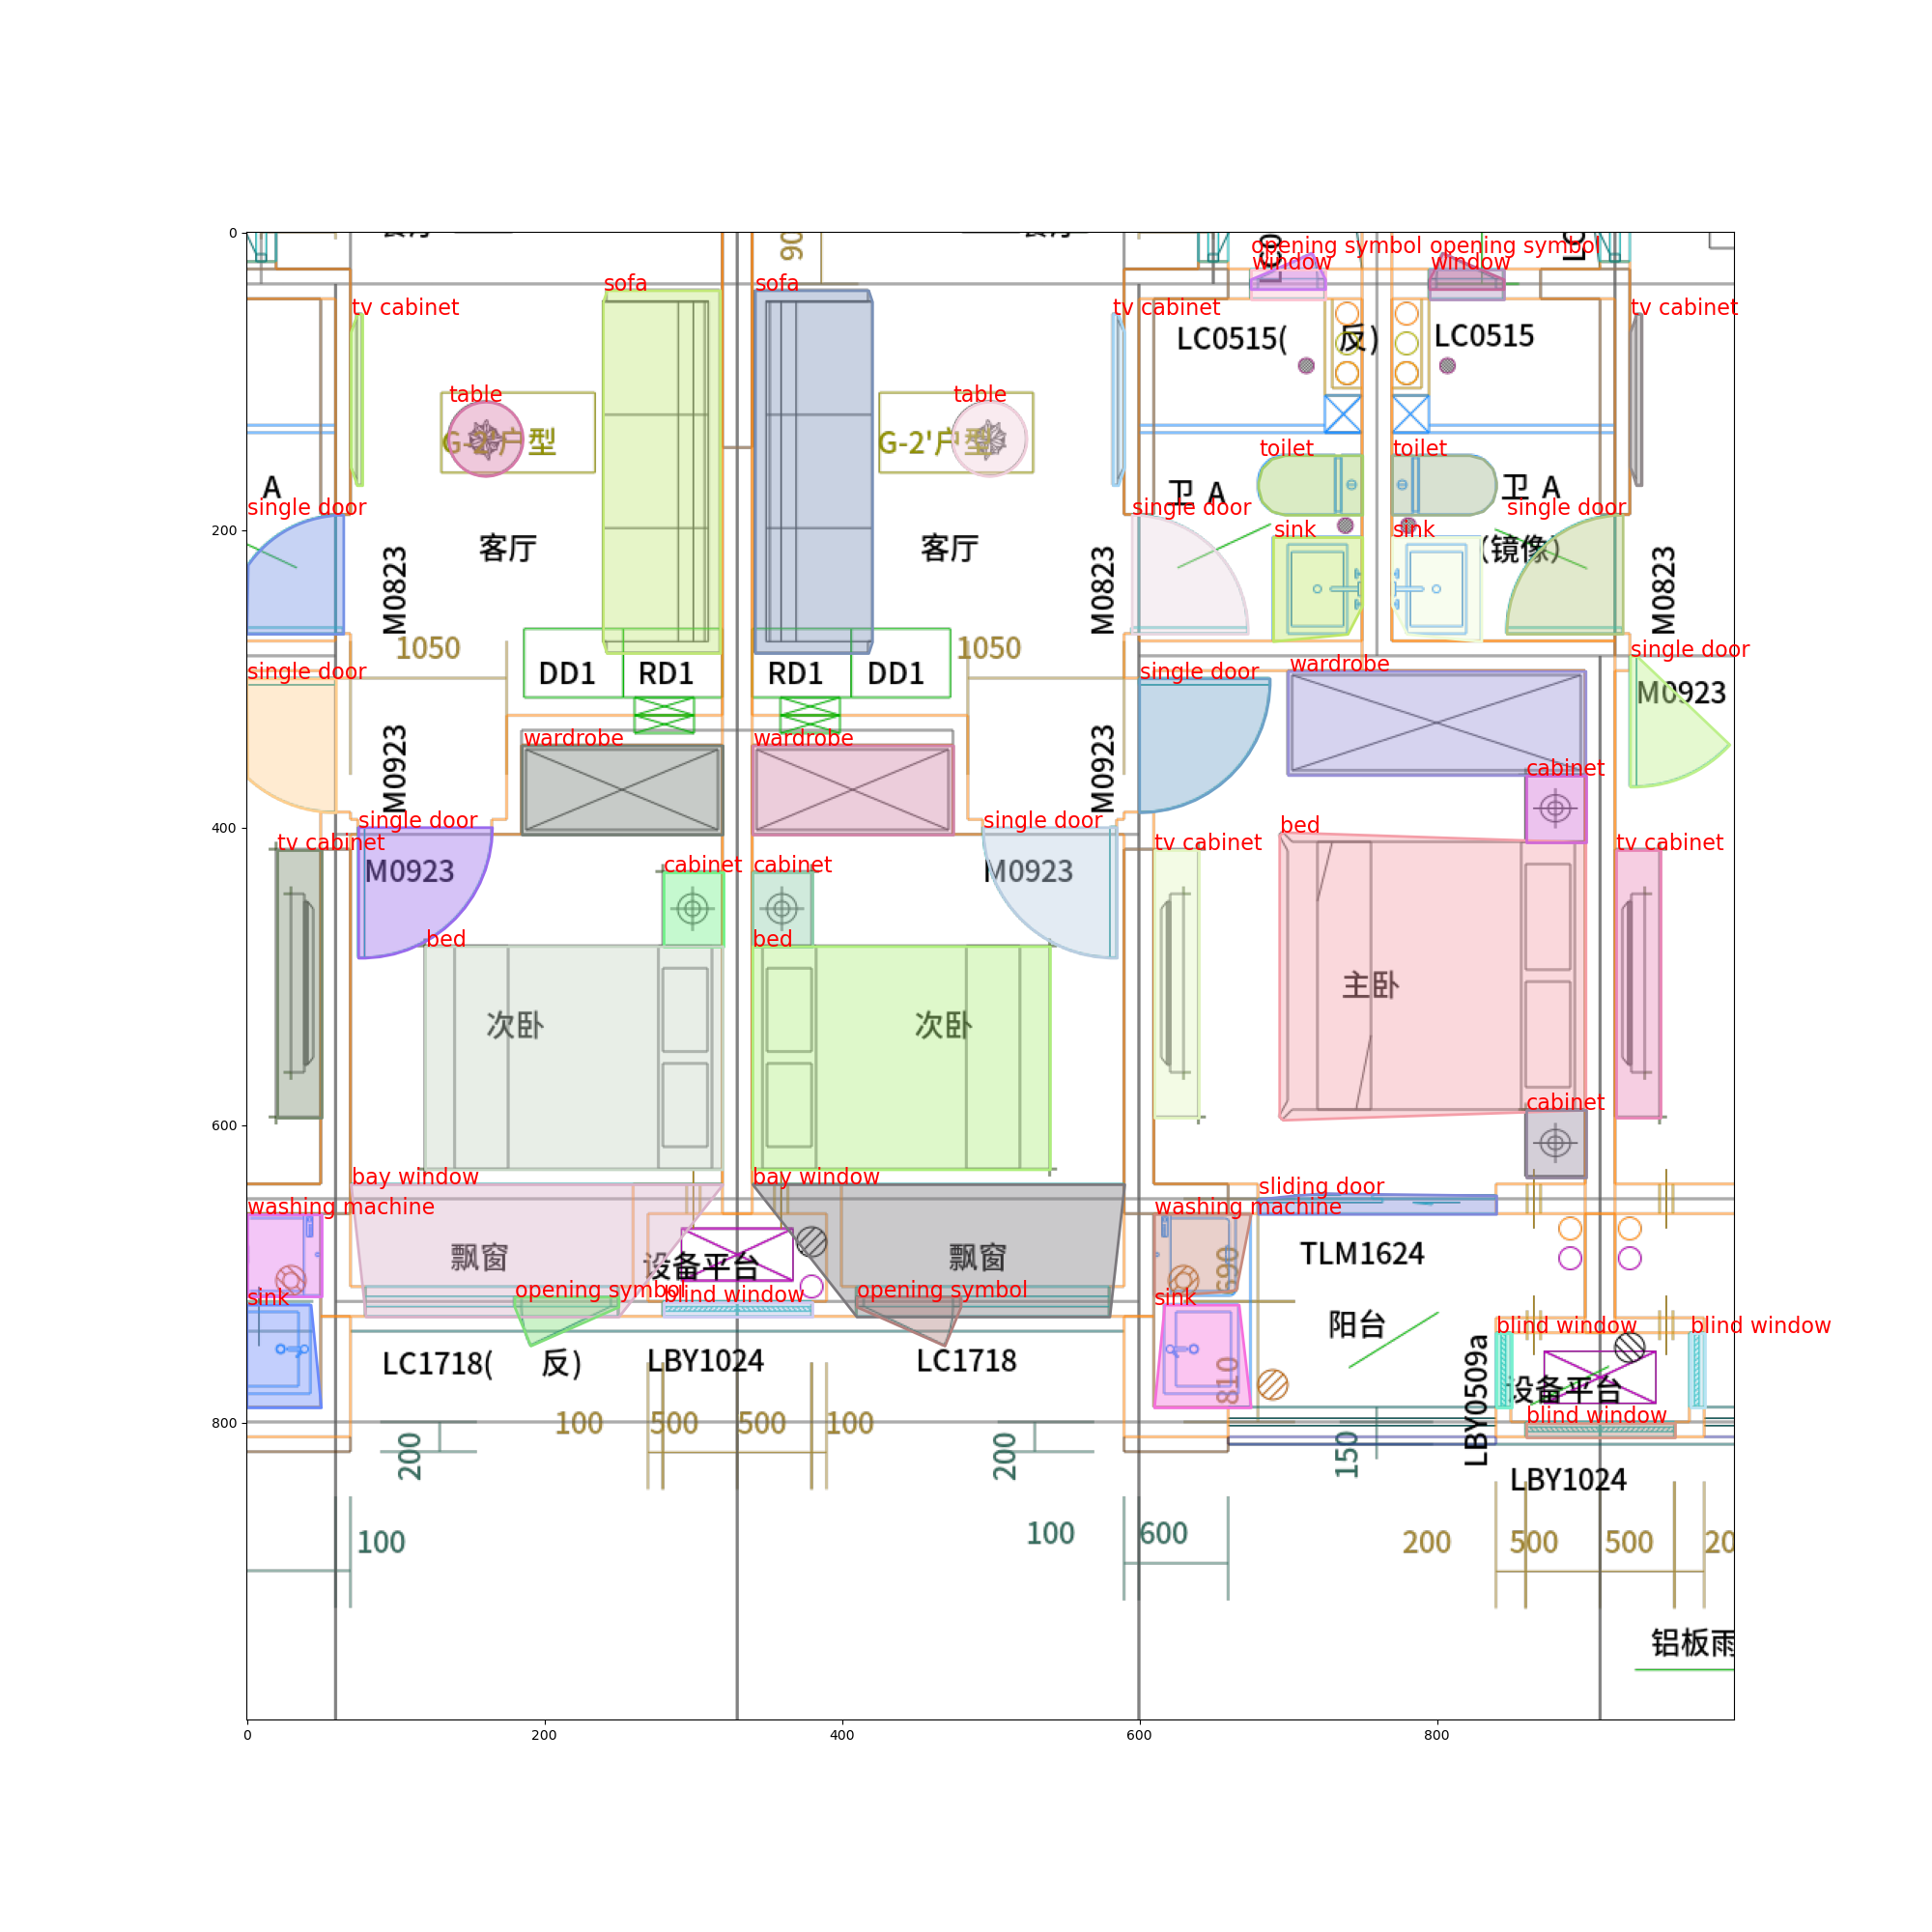 0
90
opening symbol
opening symbol
window
window
LC0
LC
sofa
sofa
tv cabinet
tv cabinet
tv cabinet
LC0515(
反)
LC0515
table
table
G-2'户型
G-2'户型
toilet
toilet
A
卫 A
卫 A
single door
single door
single door
200
sink
sink
客厅
客厅
(镜像)
M0823
M0823
M0823
1050
1050
single door
single door
single door
wardrobe
DD1
RD1
RD1
DD1
M0923
wardrobe
wardrobe
M0923
M0923
cabinet
400
single door
single door
bed
tv cabinet
tv cabinet
tv cabinet
M0923
M0923
cabinet
cabinet
bed
bed
主卧
次卧
次卧
cabinet
600
bay window
bay window
sliding door
washing machine
washing machine
飘窗
设备平台
飘窗
690
TLM1624
opening symbol
blind window
opening symbol
sink
sink
阳台
blind window
blind window
LC1718(
反)
LBY1024
LC1718
810
LBY0509a
设备平台
800
100
500
500
100
blind window
200
200
150
LBY1024
100
100
600
200
500
500
20
铝板雨
0
200
400
600
800